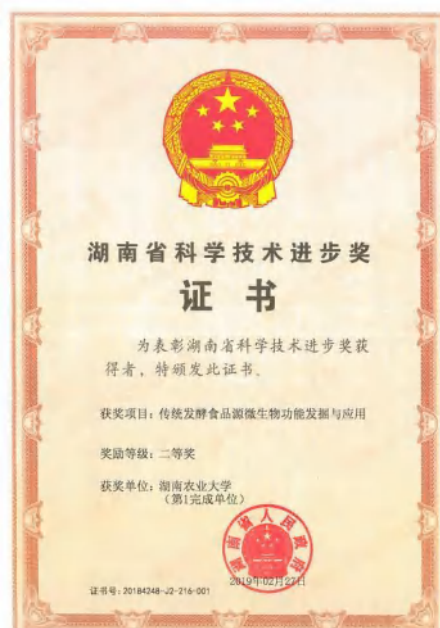 湖南省科学技术进步奖
证书
为表彰湖南省科学技术进步奖获
得者，特颁发此证书。
获奖项目：传统发酵食品源微生物功能发掘与应用
奖励等级：二等奖
获奖单位：湖南农业大学
（第1完成单位）
湖南省人民政府
2019年02月27日
证书号：20184248-J2-216-001